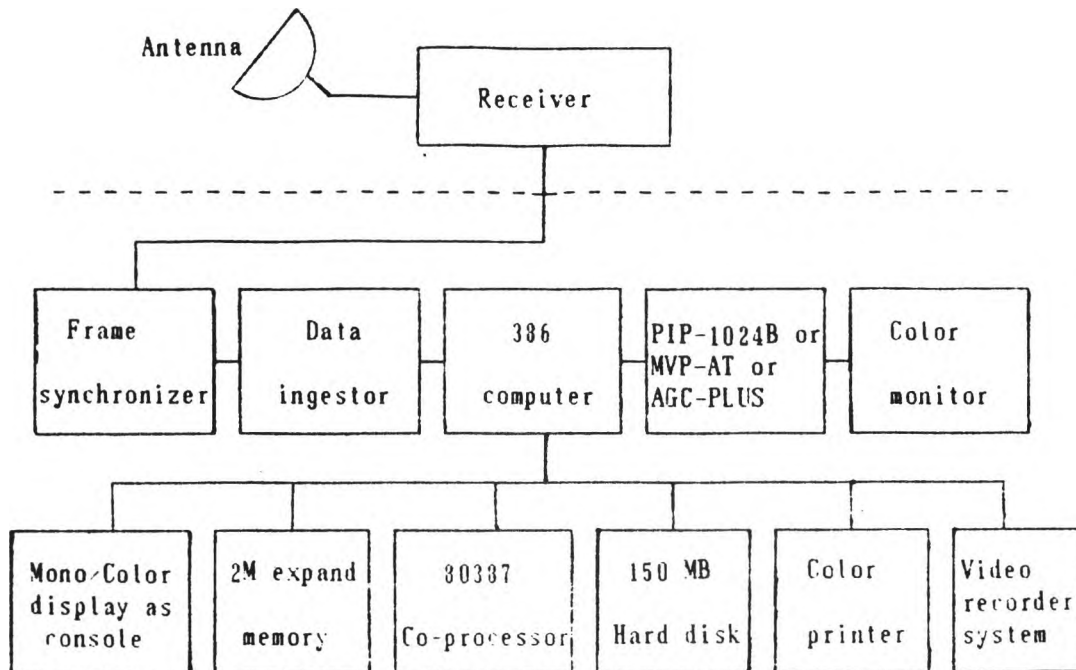 Antenna
Receiver
Frame
synchronizer
Data
ingestor
386
computer
PIP-1024B or
MVP-AT or
AGC-PLUS
Color
monitor
Mono/Color
display as
console
2M expand
memory
80387
Co-processor
150 MB
Hard disk
Color
printer
Video
recorder
system